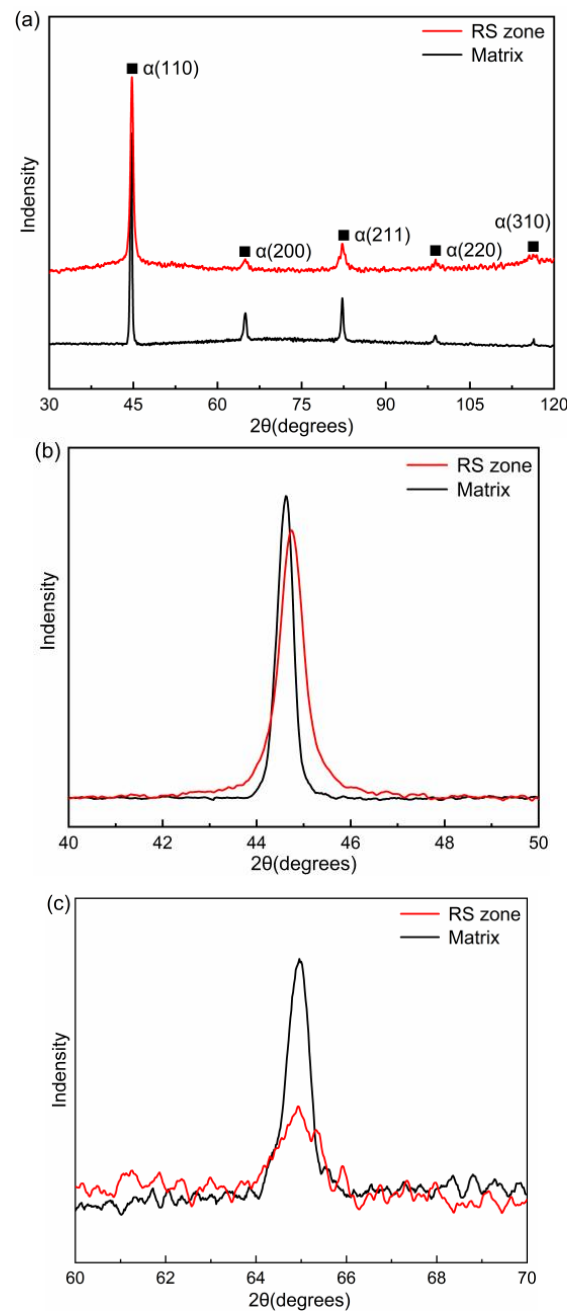 (a)
RS zone
Matrix
■ α(110)
■ α(200)
■ α(211)
■ α(220)
α(310)
■
Indensity
30 45 60 75 90 105 120
2θ(degrees)
(b)
RS zone
Matrix
Indensity
40 42 44 46 48 50
2θ(degrees)
(c)
RS zone
Matrix
Indensity
60 62 64 66 68 70
2θ(degrees)